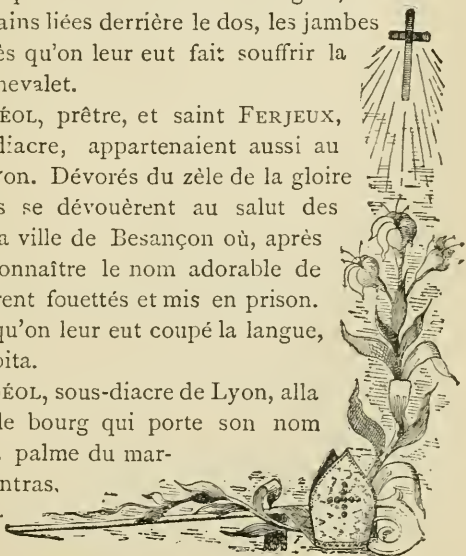 ains liées derrière le dos, les jambes
ès qu'on leur eut fait souffrir la
hevalet.
ÉOL, prêtre, et saint FERJEUX,
diacre, appartenaient aussi au
yon. Dévorés du zèle de la gloire
s se dévouèrent au salut des
a ville de Besançon où, après
onnaître le nom adorable de
rent fouettés et mis en prison.
qu'on leur eut coupé la langue,
pita.
ÉOL, sous-diacre de Lyon, alla
le bourg qui porte son nom
palme du mar-
ntras.